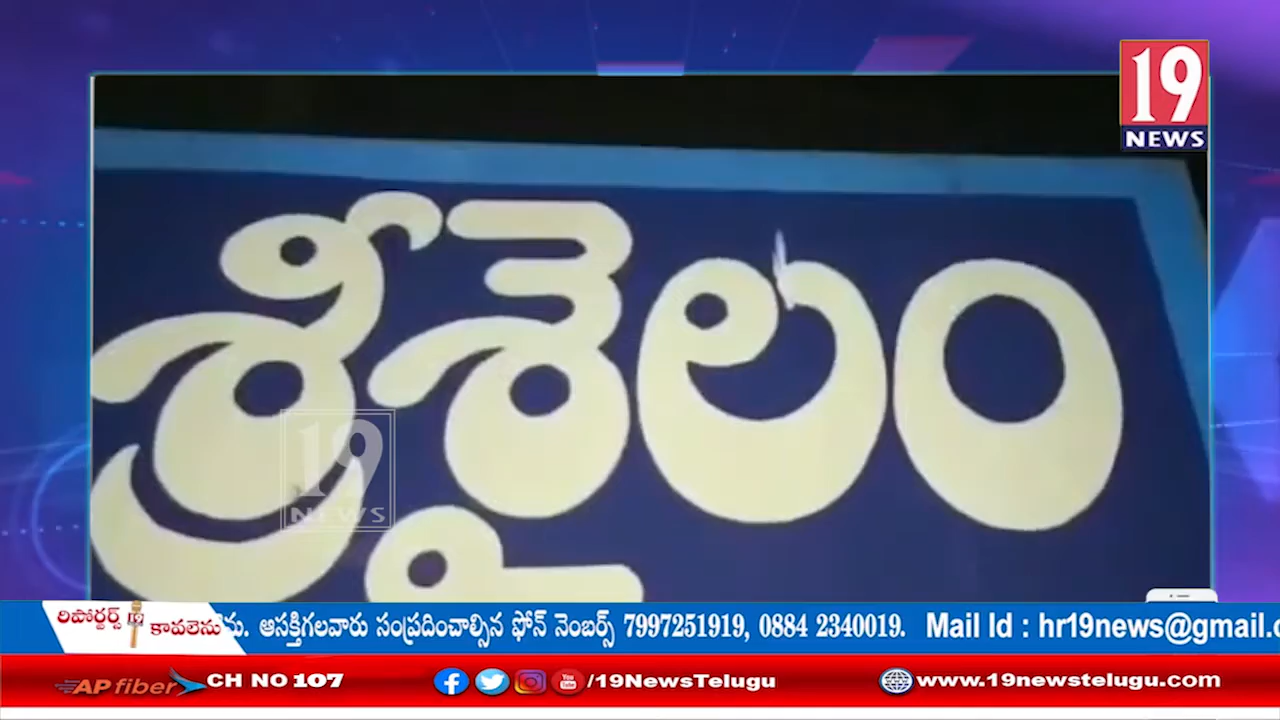 19
NEWS
శ్రీశైలం
19
NEWS
రిపోర్టర్స్ 19 కావలెను
ను. ఆసక్తిగలవారు సంప్రదించాల్సిన ఫోన్ నెంబర్స్ 7997251919, 0884 2340019. Mail Id : hr19news@gmail.c
AP fiber CH NO 107 /19NewsTelugu www.19newstelugu.com